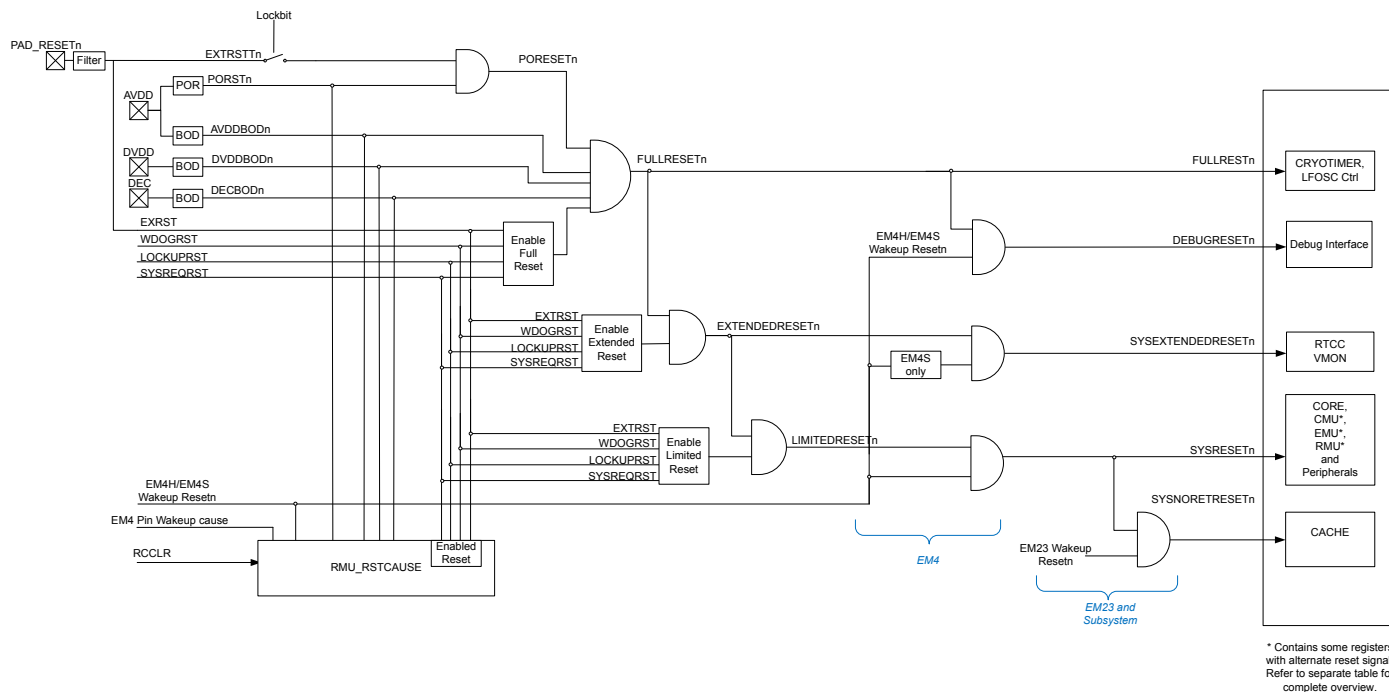 Lockbit
PAD_RESETn
Filter
EXTRSTTn
PORESETn
POR
PORSTn
AVDD
BOD
AVDDBODn
DVDD
BOD
DVDDBODn
DEC
BOD
DECBODn
FULLRESETn
FULLRESTn
CRYOTIMER,
LFOSC Ctrl
EXRST
WDOGRST
LOCKUPRST
SYSREQRST
Enable
Full
Reset
EM4H/EM4S
Wakeup Resetn
DEBUGRESETn
Debug Interface
EXTRST
WDOGRST
LOCKUPRST
SYSREQRST
Enable
Extended
Reset
EXTENDEDRESETn
EM4S
only
SYSEXTENDEDRESETn
RTCC
VMON
EXTRST
WDOGRST
LOCKUPRST
SYSREQRST
Enable
Limited
Reset
LIMITEDRESETn
SYSRESETn
CORE,
CMU*,
EMU*,
RMU*
and
Peripherals
EM4H/EM4S
Wakeup Resetn
EM4 Pin Wakeup cause
RCCLR
RMU_RSTCAUSE
Enabled
Reset
EM4
SYSNORETRESETn
EM23 Wakeup
Resetn
CACHE
EM23 and
Subsystem
* Contains some registers
with alternate reset signal
Refer to separate table fo
complete overview.